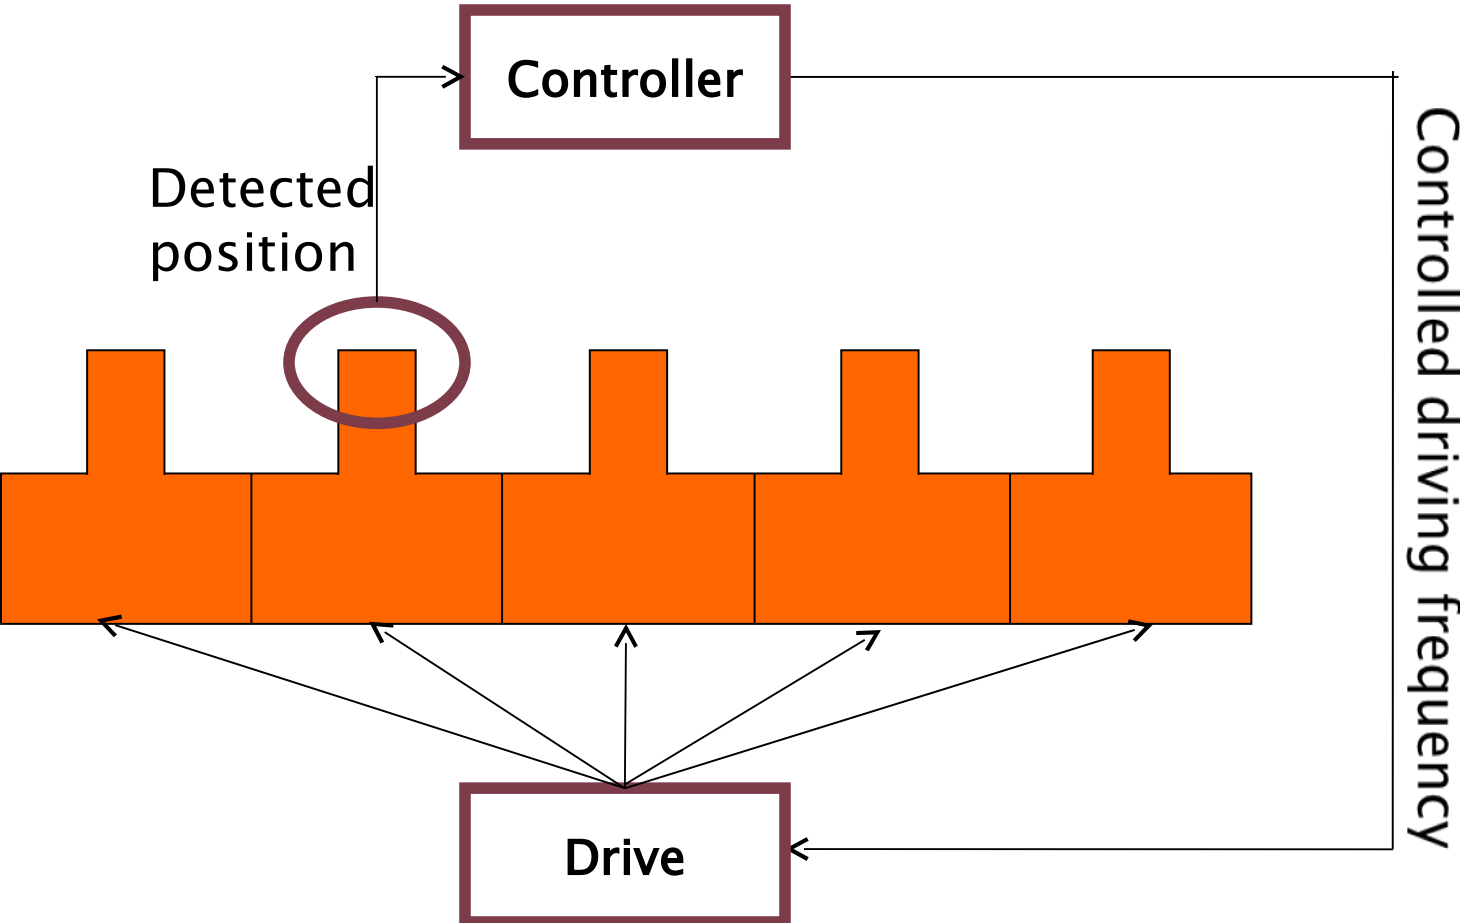 Controller
Detected
position
Controlled driving frequency
Drive